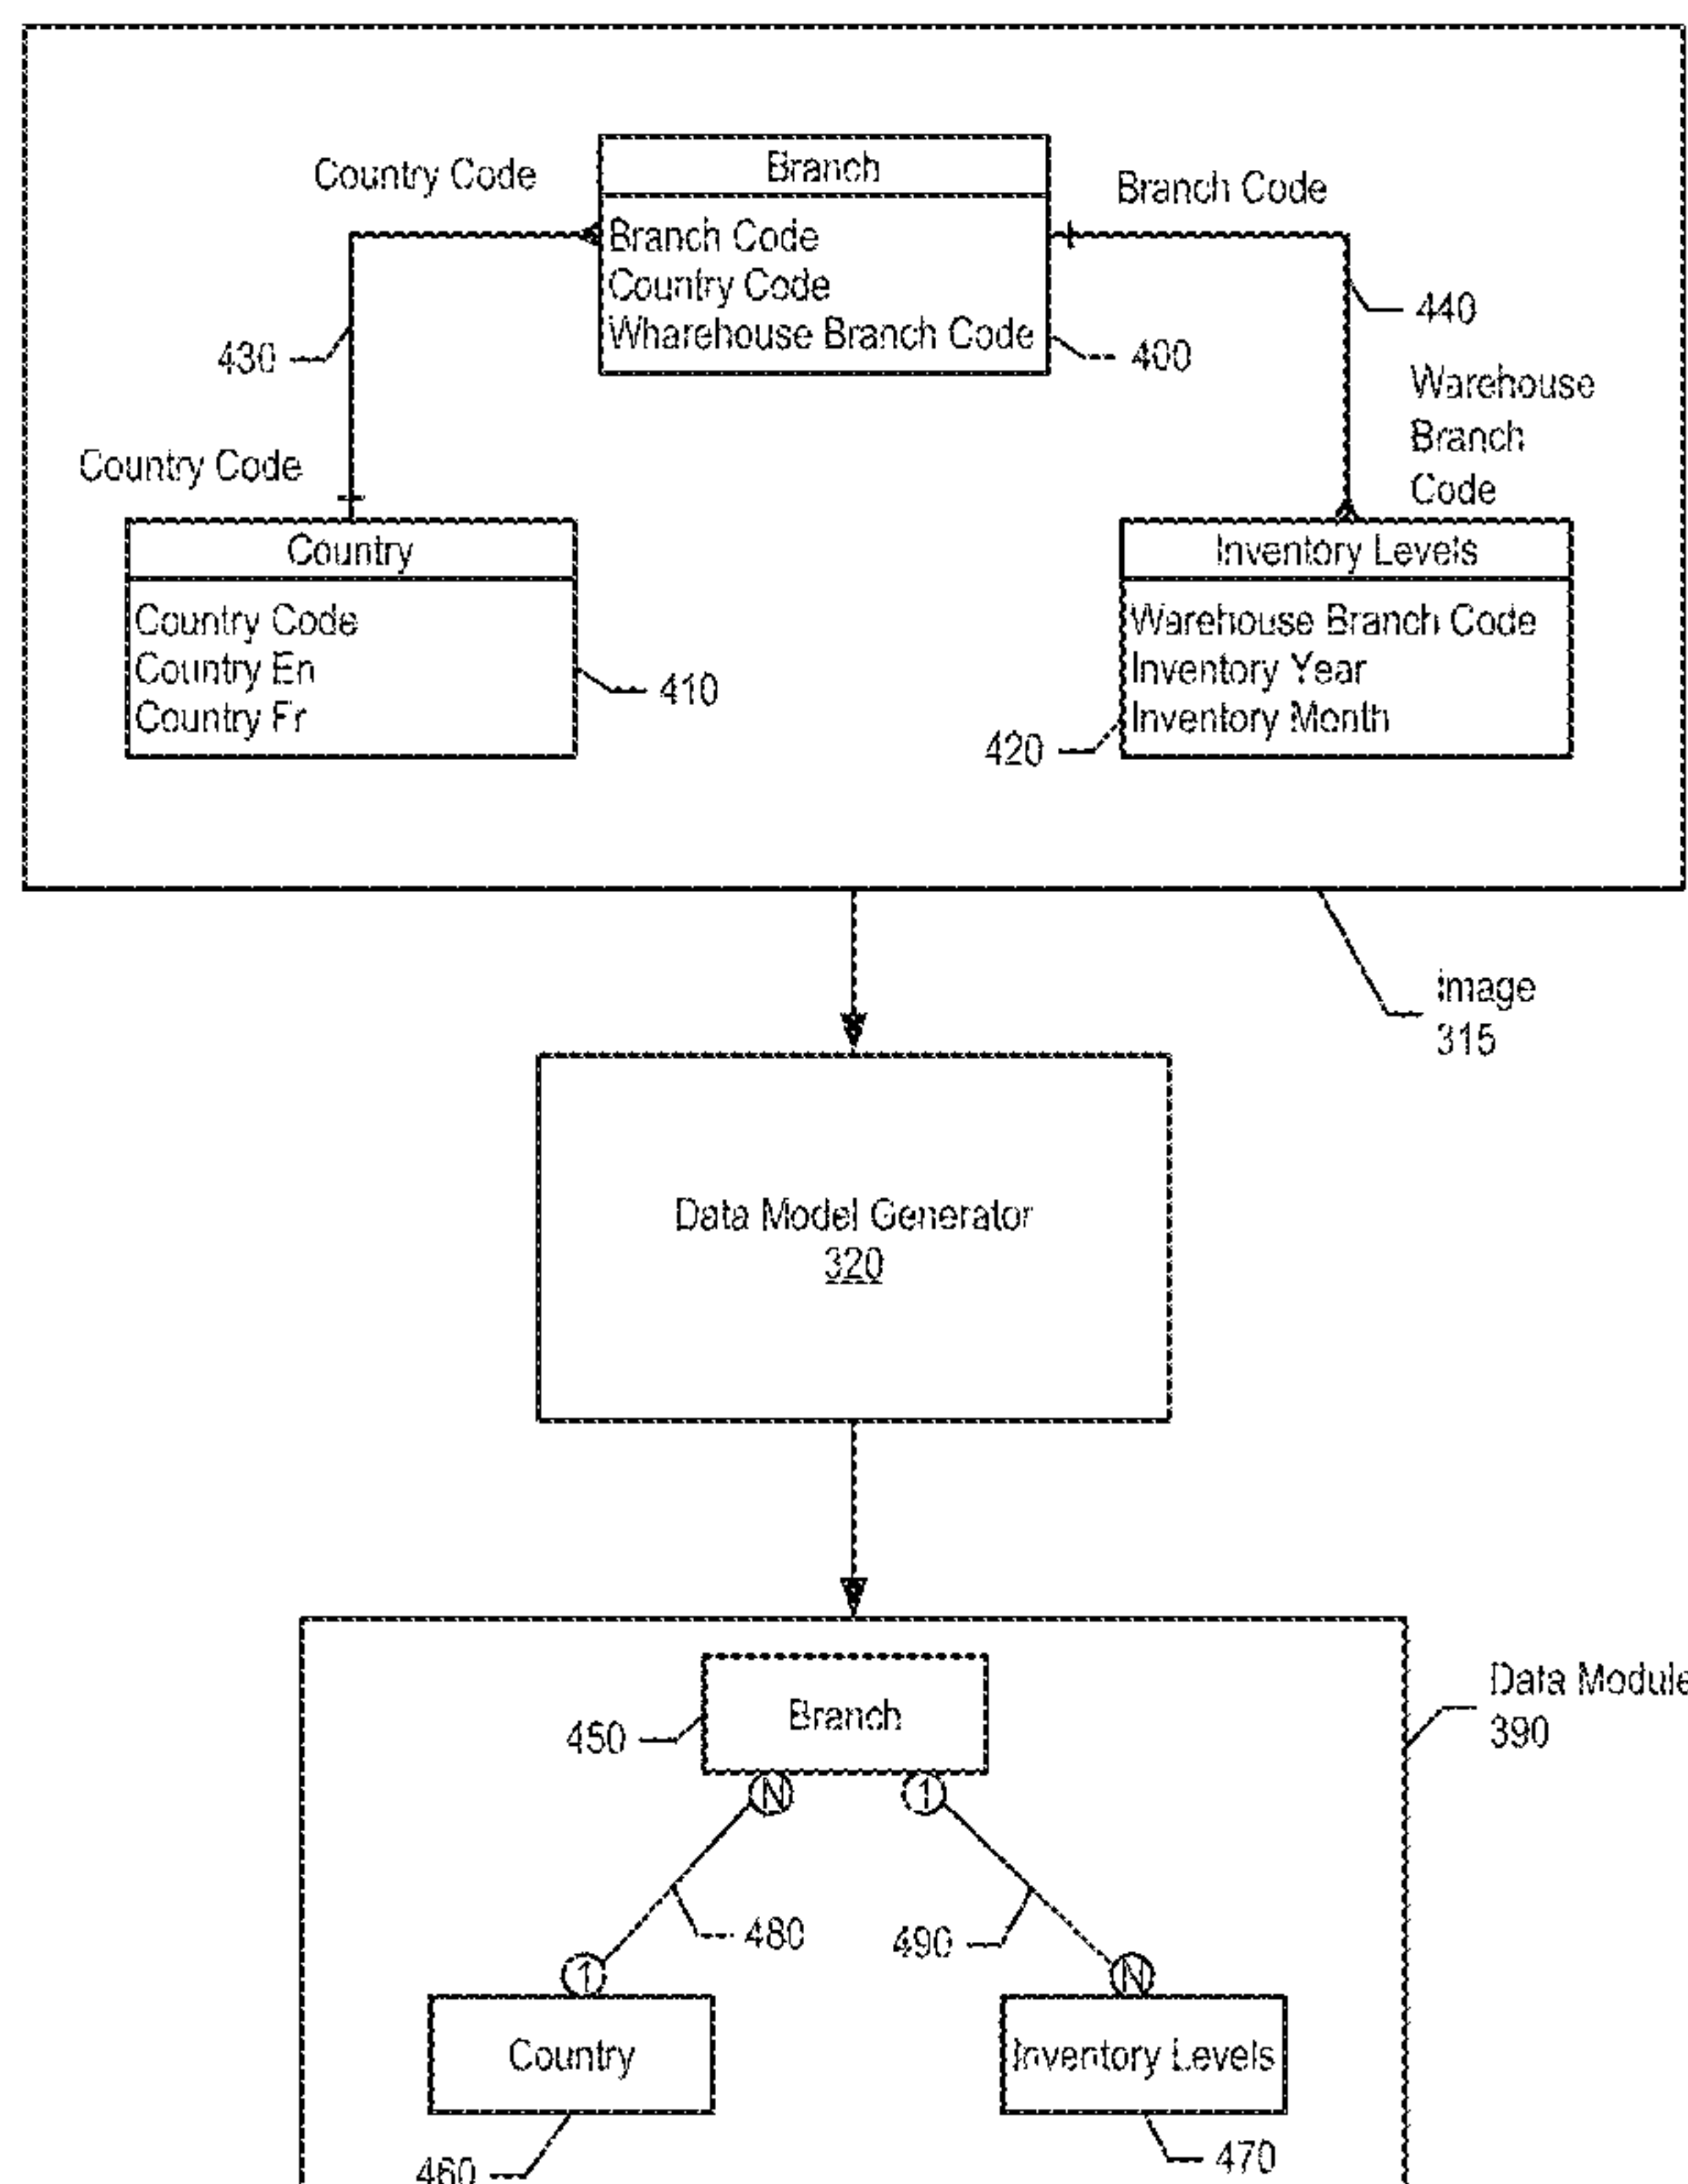 Country Code
Branch
Branch Code
Branch Code
Country Code
Wharehouse Branch Code
430
400
440
Warehouse
Branch
Code
Country Code
Country
Country Code
Country En
Country Fr
410
Inventory Levels
Warehouse Branch Code
Inventory Year
Inventory Month
420
Image
315
Data Model Generator
320
Data Module
390
Branch
450
N
1
480
490
1
N
Country
Inventory Levels
460
470